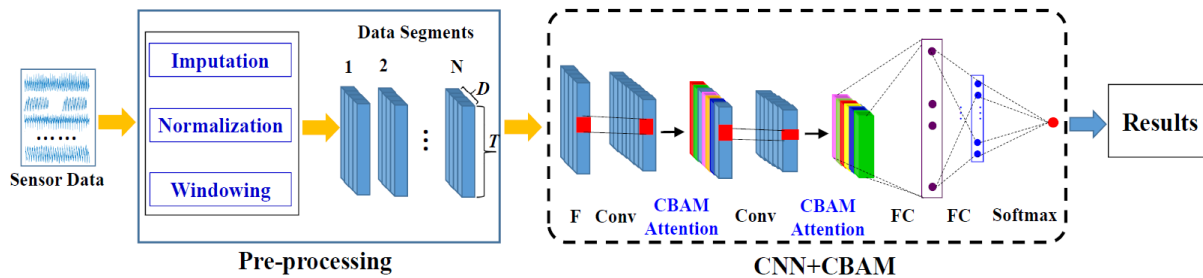 Sensor Data
Imputation
Normalization
Windowing
Data Segments
1 2 N
D
T
......
Pre-processing
F Conv CBAM Attention Conv CBAM Attention FC FC Softmax
CNN+CBAM
Results